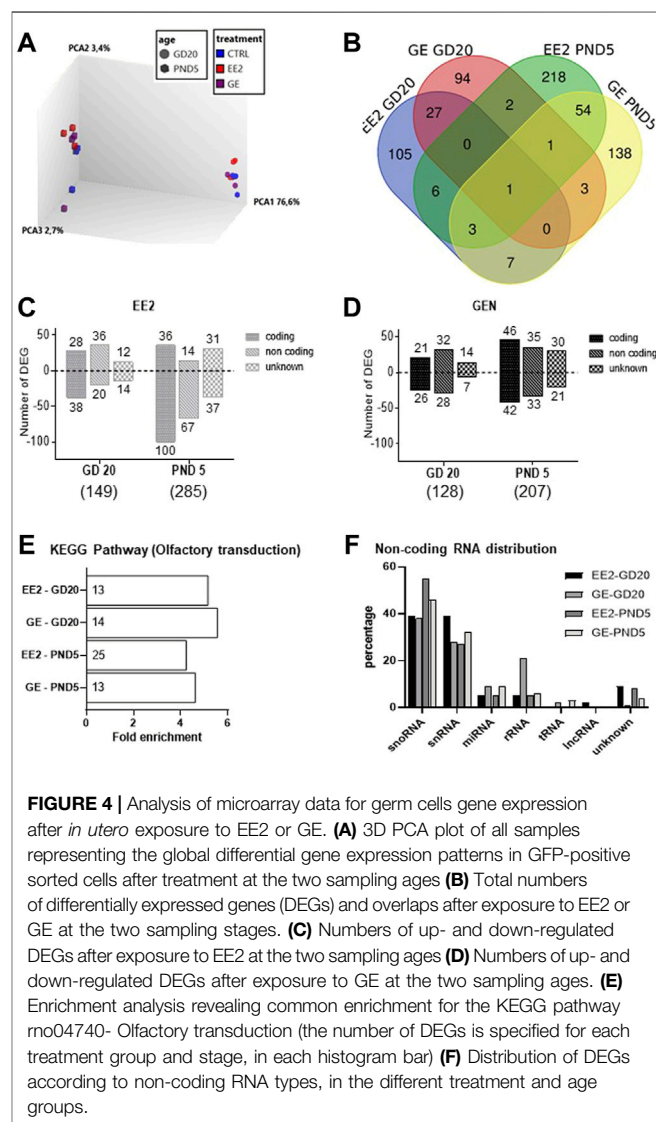 A
PCA2 3,4%
age
GD20
PND5
treatment
CTRL
EE2
GE
PCA1 76,6%
PCA3 2,7%
B
EE2 GD20
GE GD20
EE2 PND5
GE PND5
94
218
27
2
54
105
0
1
138
6
1
3
3
0
7
C
EE2
Number of DEG
50
0
-50
-100
28
36
12
36
14
31
38
20
14
100
67
37
coding
non coding
unknown
GD 20
PND 5
(149)
(285)
D
GEN
Number of DEG
50
0
-50
-100
21
32
14
46
35
30
26
28
7
42
33
21
coding
non coding
unknown
GD 20
PND 5
(128)
(207)
E
KEGG Pathway (Olfactory transduction)
EE2 - GD20
13
GE - GD20
14
EE2 - PND5
25
GE - PND5
13
0 2 4 6
Fold enrichment
F
Non-coding RNA distribution
percentage
60
40
20
0
EE2-GD20
GE-GD20
EE2-PND5
GE-PND5
snoRNA
snRNA
miRNA
rRNA
tRNA
lncRNA
unknown
FIGURE 4 | Analysis of microarray data for germ cells gene expression
after in utero exposure to EE2 or GE. (A) 3D PCA plot of all samples
representing the global differential gene expression patterns in GFP-positive
sorted cells after treatment at the two sampling ages (B) Total numbers
of differentially expressed genes (DEGs) and overlaps after exposure to EE2 or
GE at the two sampling stages. (C) Numbers of up- and down-regulated
DEGs after exposure to EE2 at the two sampling ages (D) Numbers of up- and
down-regulated DEGs after exposure to GE at the two sampling ages. (E)
Enrichment analysis revealing common enrichment for the KEGG pathway
rno04740- Olfactory transduction (the number of DEGs is specified for each
treatment group and stage, in each histogram bar) (F) Distribution of DEGs
according to non-coding RNA types, in the different treatment and age
groups.